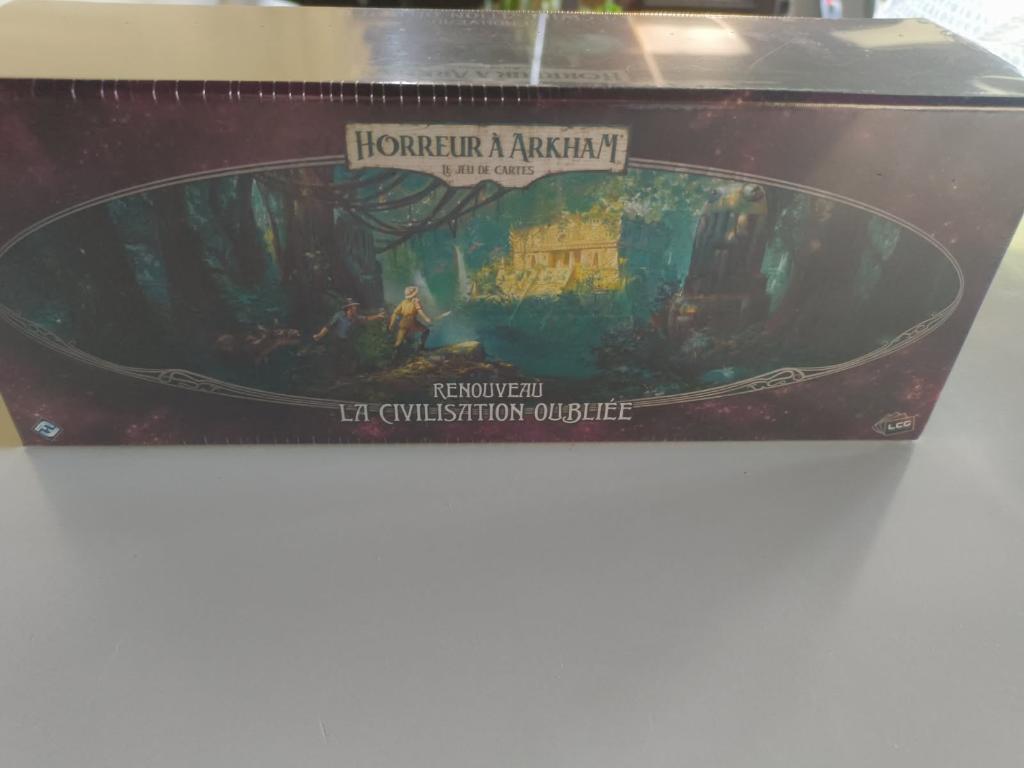 HORREUR À ARKHAM
LE JEU DE CARTES
RENOUVEAU
LA CIVILISATION OUBLIÉE
LCG